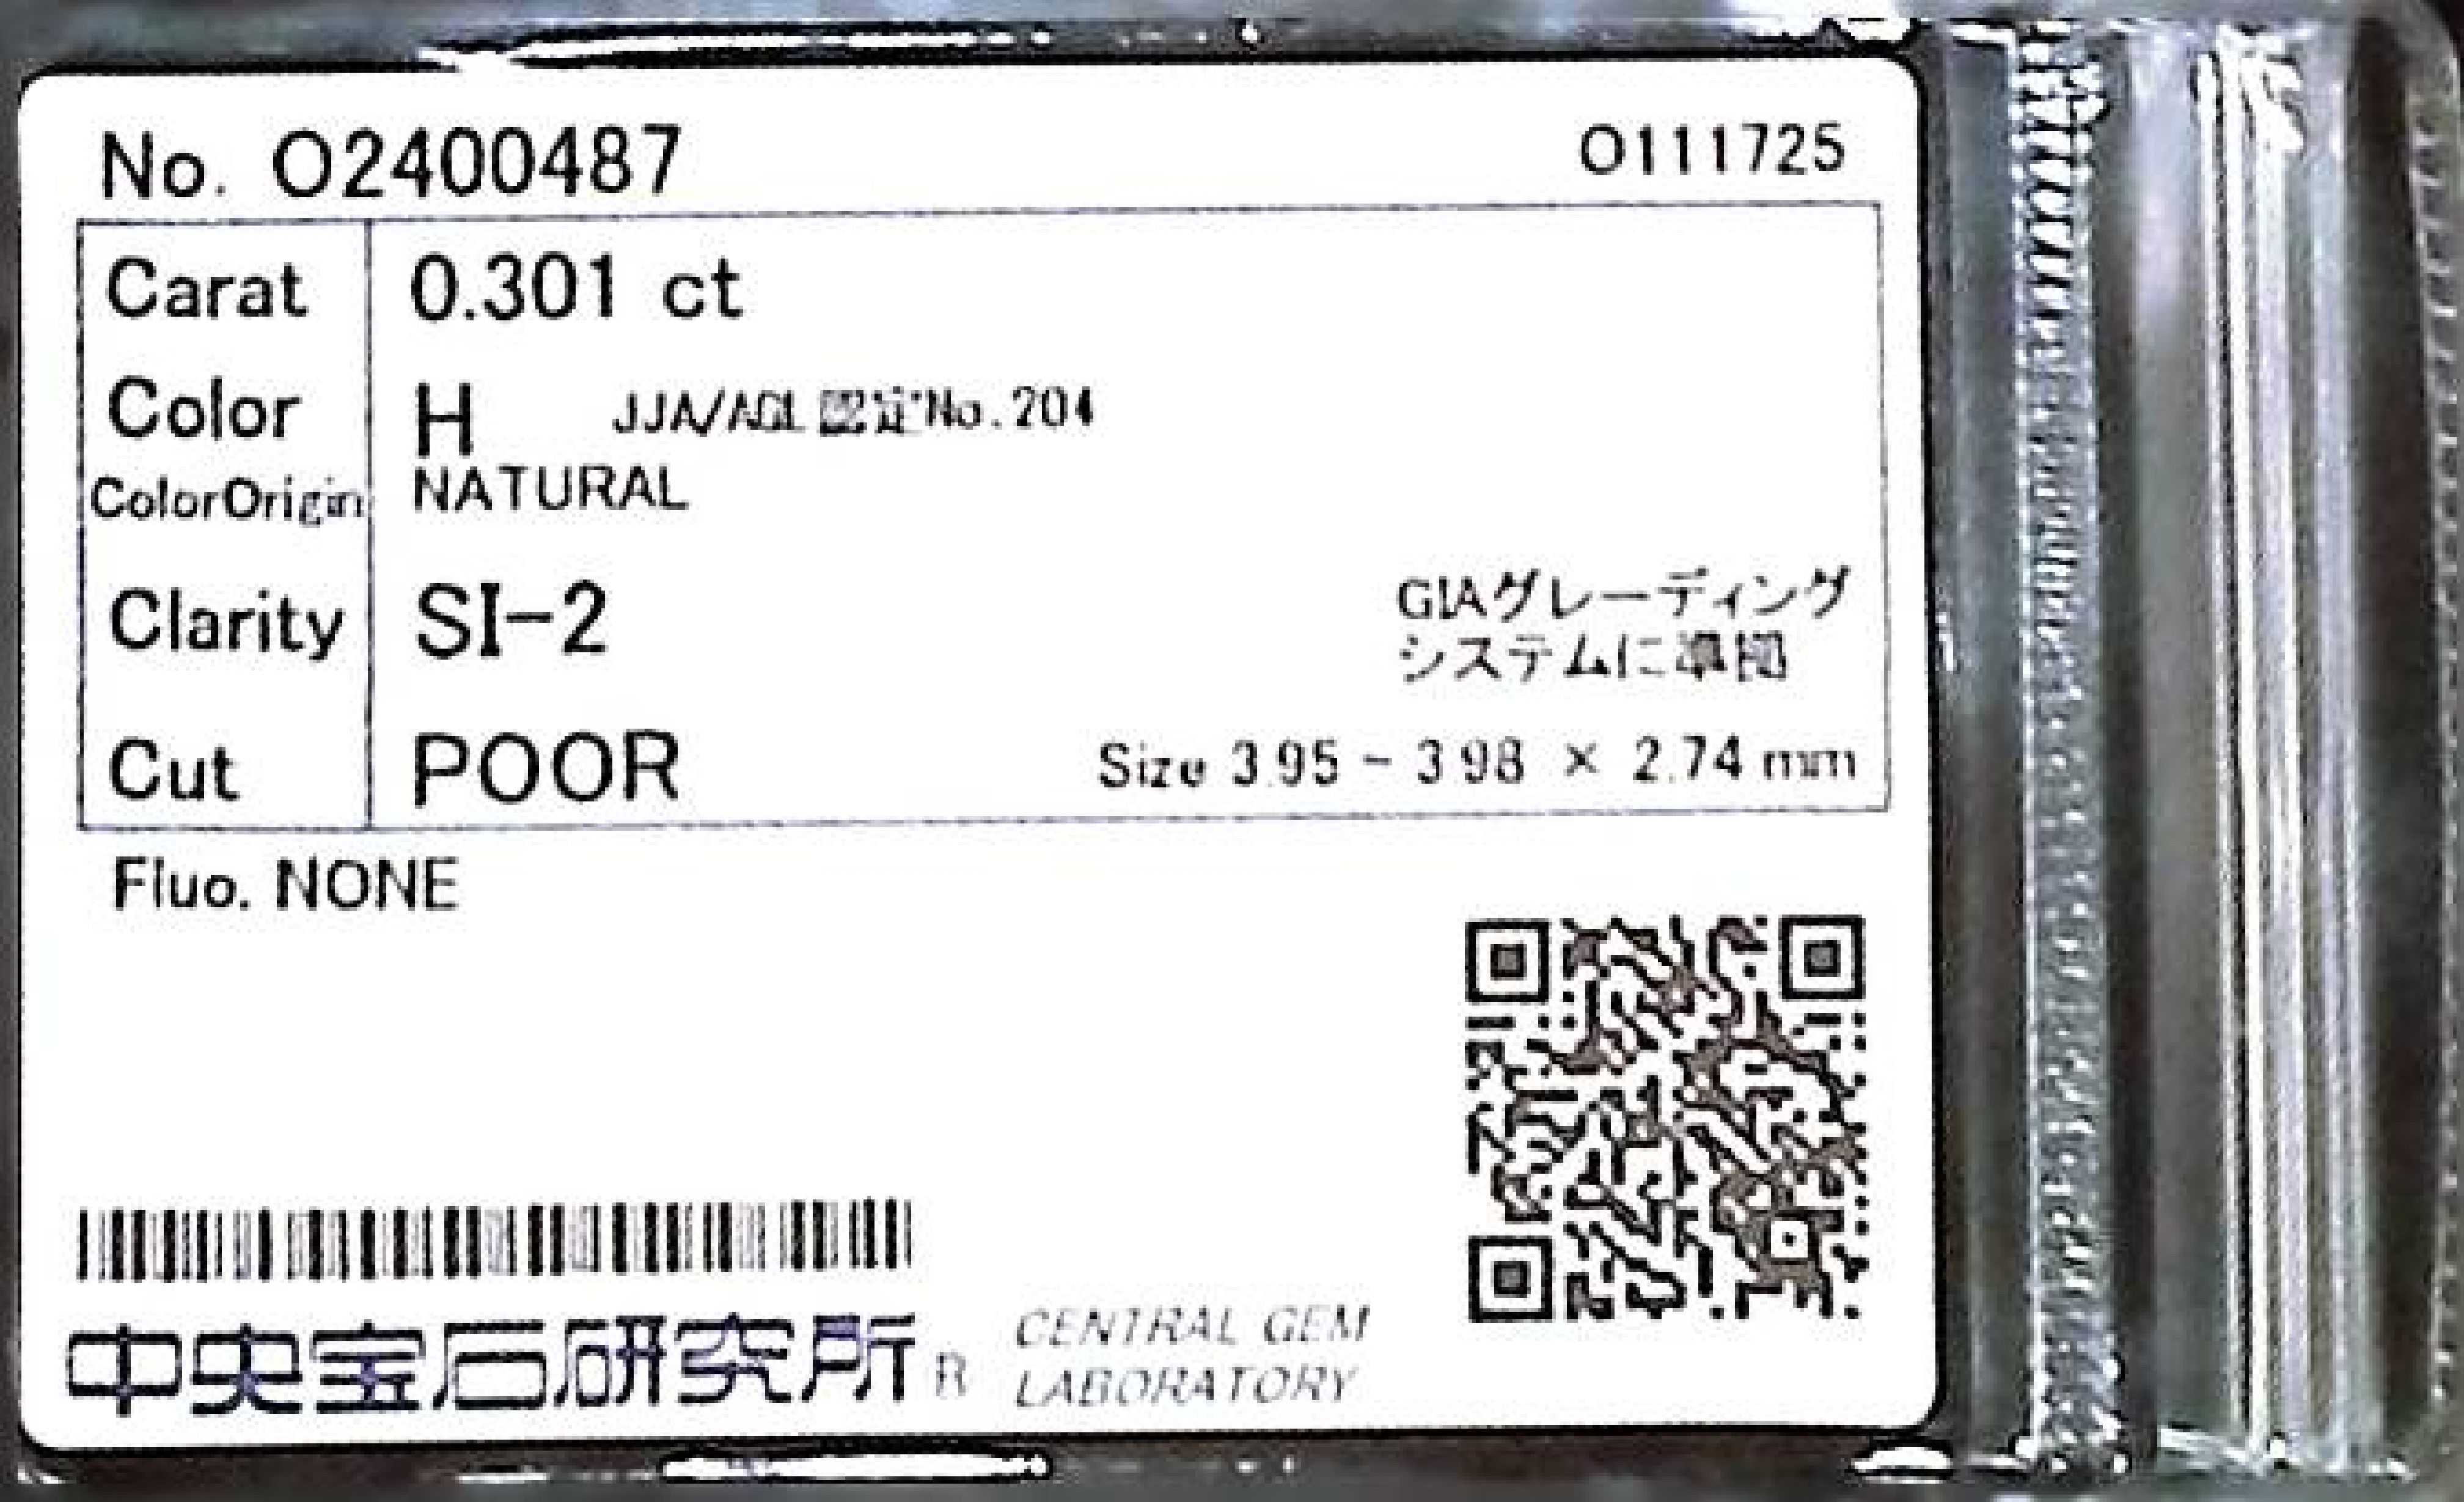 No. O2400487 O111725
Carat 0.301 ct
Color H JJA/AGL 認定No.204
ColorOrigin NATURAL
GIAグレーディング
Clarity SI-2
システムに準拠
Cut POOR Size 3.95 - 3.98 × 2.74 mm
Fluo. NONE
中央宝石研究所 R CENTRAL GEM
LABORATORY